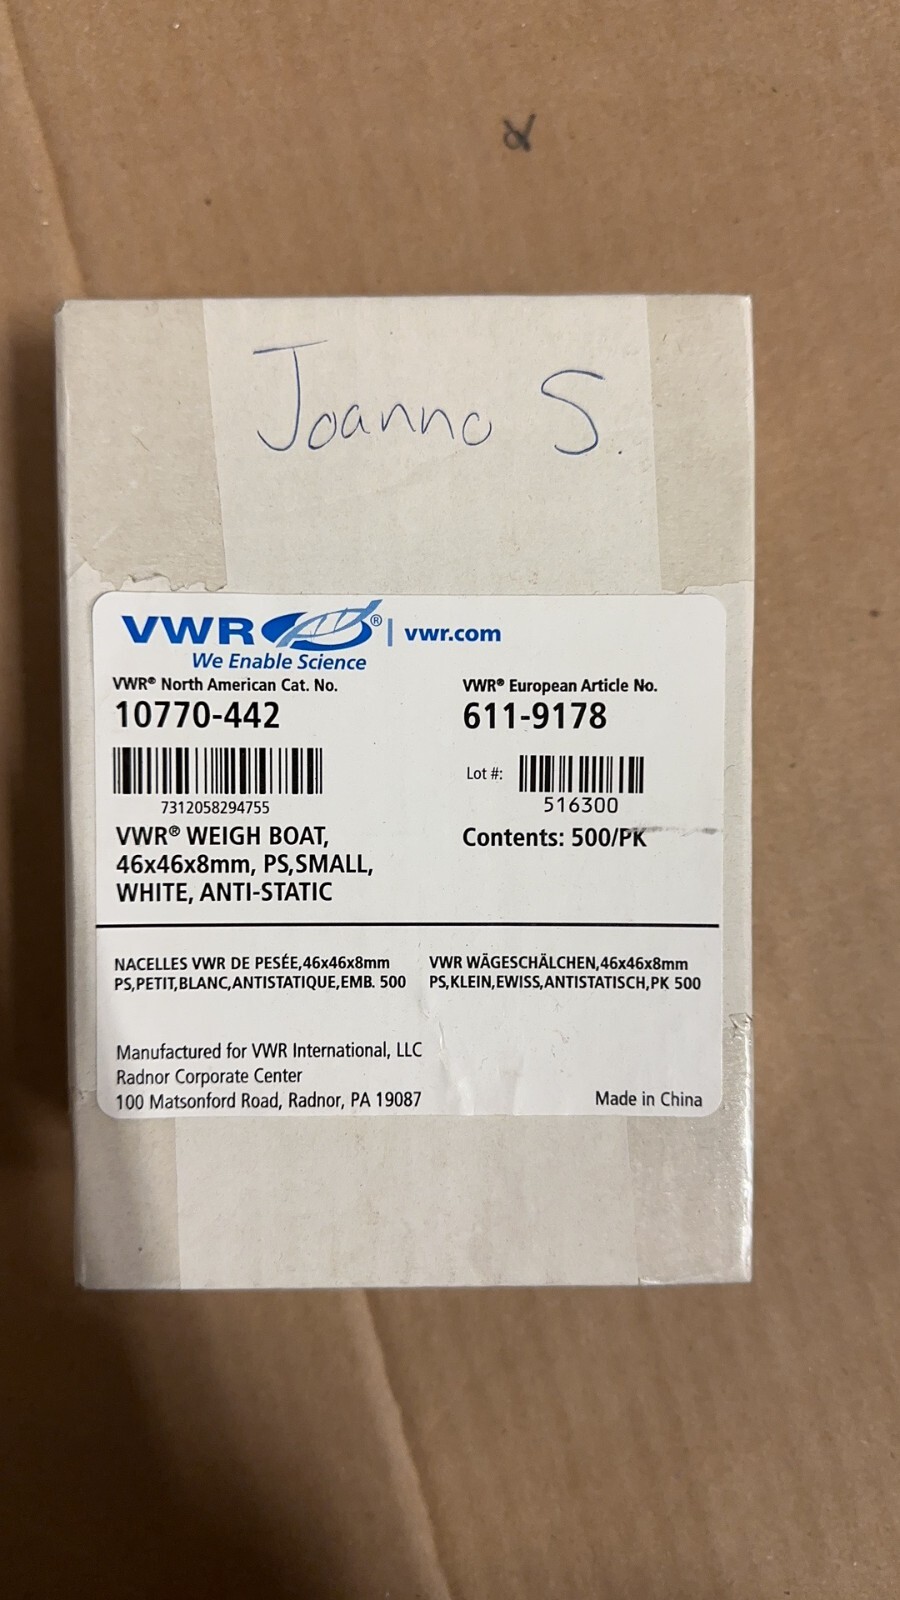 Joanna S.
VWR® | vwr.com
We Enable Science
VWR® North American Cat. No.
10770-442
VWR® European Article No.
611-9178
7312058294755
Lot #:
516300
VWR® WEIGH BOAT,
46x46x8mm, PS,SMALL,
WHITE, ANTI-STATIC
Contents: 500/PK
NACELLES VWR DE PESÉE,46x46x8mm
PS,PETIT,BLANC,ANTISTATIQUE,EMB. 500
VWR WÄGESCHÄLCHEN,46x46x8mm
PS,KLEIN,EWISS,ANTISTATISCH,PK 500
Manufactured for VWR International, LLC
Radnor Corporate Center
100 Matsonford Road, Radnor, PA 19087
Made in China